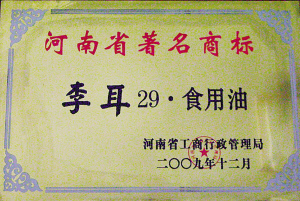 河南省著名商标
李耳29·食用油
河南省工商行政管理局
二〇〇九年十二月